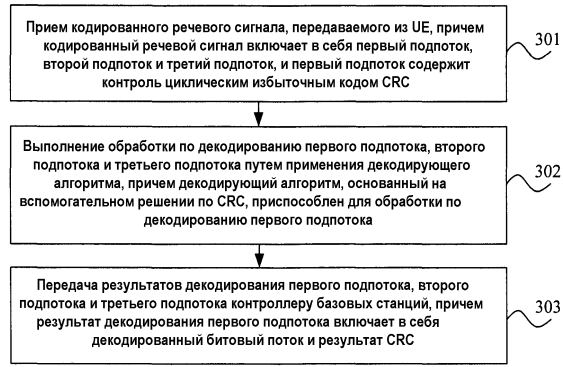 Прием кодированного речевого сигнала, передаваемого из UE, причем
кодированный речевой сигнал включает в себя первый подпоток,
второй подпоток и третий подпоток, и первый подпоток содержит
контроль циклическим избыточным кодом CRC
301
Выполнение обработки по декодированию первого подпотока, второго
подпотока и третьего подпотока путем применения декодирующего
алгоритма, причем декодирующий алгоритм, основанный на
вспомогательном решении по CRC, приспособлен для обработки по
декодированию первого подпотока
302
Передача результатов декодирования первого подпотока, второго
подпотока и третьего подпотока контроллеру базовых станций, причем
результат декодирования первого подпотока включает в себя
декодированный битовый поток и результат CRC
303